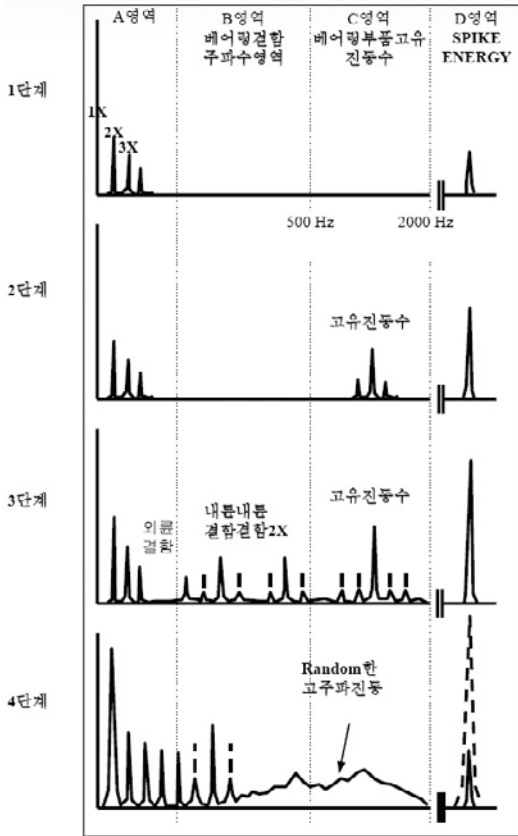 A영역
B영역
베어링결함
주파수영역
C영역
베어링부품고유
진동수
D영역
SPIKE
ENERGY
1단계
1X
2X
3X
500 Hz
2000 Hz
2단계
고유진동수
3단계
외륜
결함
내륜내륜
결함결함2X
고유진동수
4단계
Random한
고주파진동